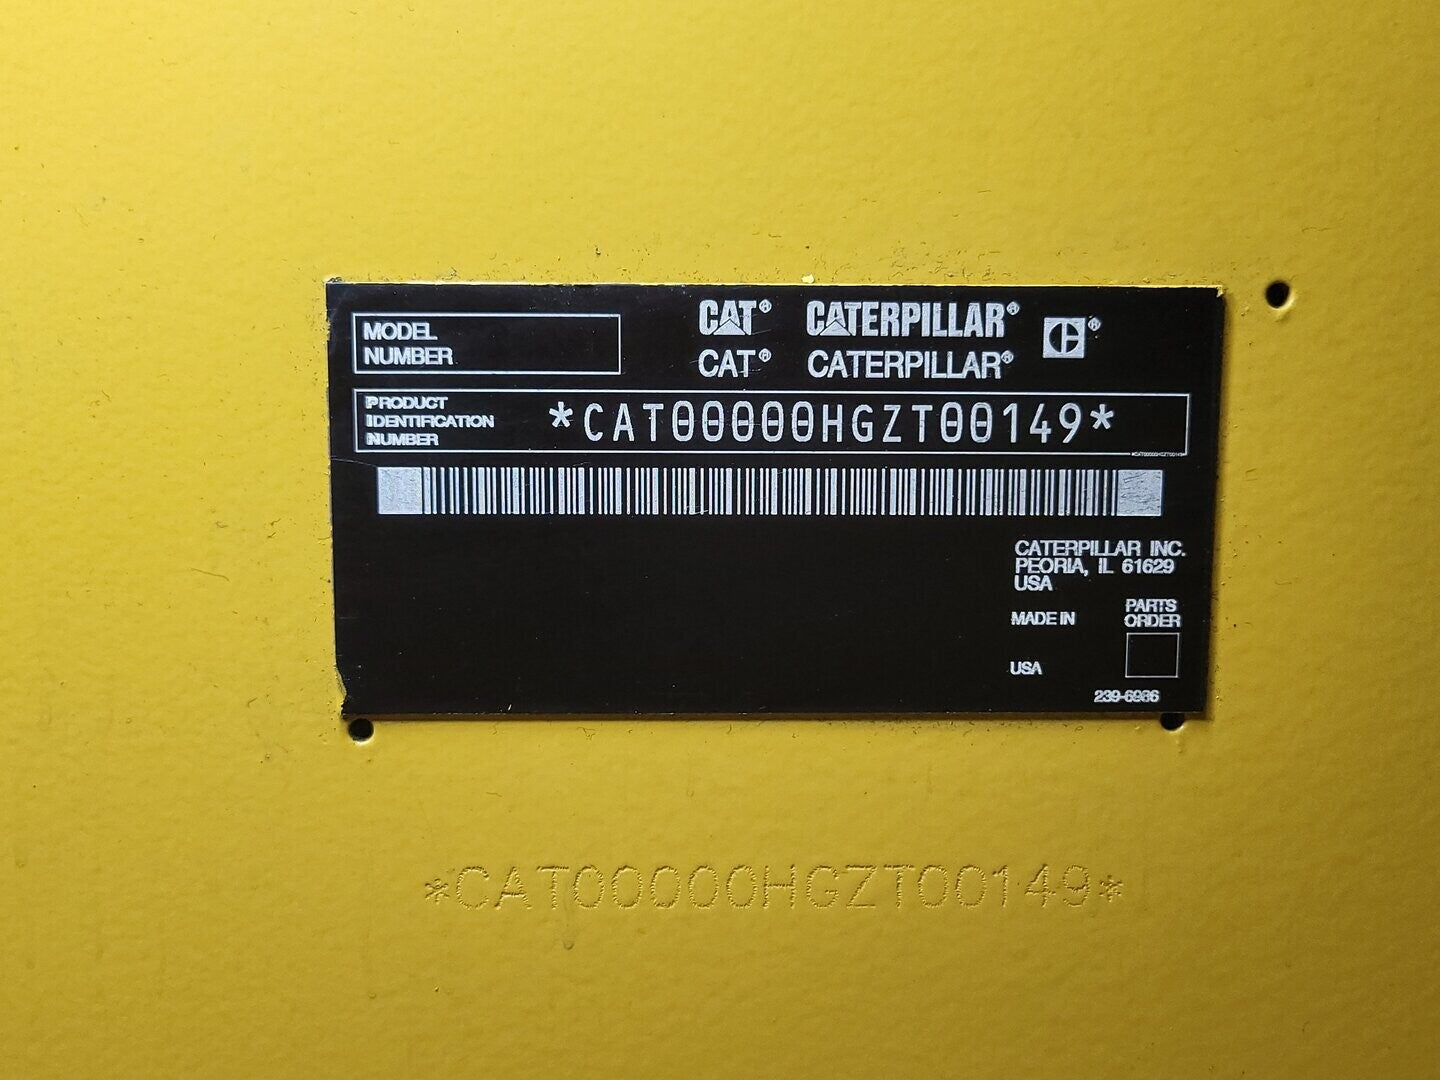 MODEL
NUMBER
CAT® CATERPILLAR® ®
CAT® CATERPILLAR®
PRODUCT
IDENTIFICATION
NUMBER
*CAT00000HGZT00149*
*CAT00000HGZT00149*
CATERPILLAR INC.
PEORIA, IL 61629
USA
MADE IN
USA
PARTS
ORDER
239-6986
*CAT00000HGZT00149*